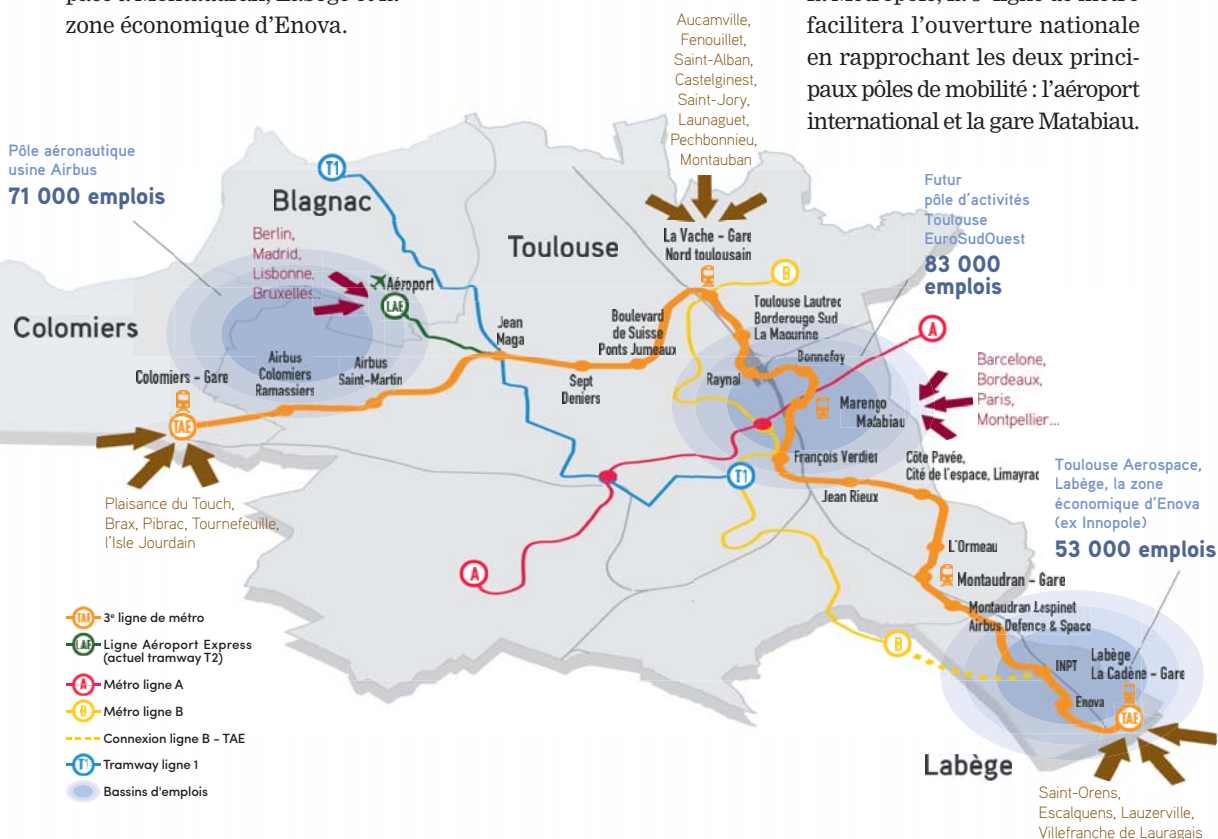 zone économique d'Enova.
facilitera l'ouverture nationale
en rapprochant les deux princi-
paux pôles de mobilité : l'aéroport
international et la gare Matabiau.
Aucamville,
Fenouillet,
Saint-Alban,
Castelginest,
Saint-Jory,
Launaguet,
Pechbonnieu,
Montauban
Pôle aéronautique
usine Airbus
71 000 emplois
T1
Blagnac
Berlin,
Madrid,
Lisbonne,
Bruxelles...
Aéroport
LAE
Toulouse
La Vache - Gare
Nord toulousain
B
Futur
pôle d'activités
Toulouse
EuroSudOuest
83 000
emplois
Colomiers
Colomiers - Gare
TAE
Airbus
Colomiers
Ramassiers
Airbus
Saint-Martin
Jean
Maga
Sept
Deniers
Boulevard
de Suisse
Ponts Jumeaux
Toulouse Lautrec
Borderouge Sud
La Maourine
A
Bonnefoy
Raynal
Marengo
Matabiau
Barcelone,
Bordeaux,
Paris,
Montpellier...
François Verdier
T1
Jean Rieux
Côte Pavée,
Cité de l'espace, Limayrac
Plaisance du Touch,
Brax, Pibrac, Tournefeuille,
l'Isle Jourdain
A
Toulouse Aerospace,
Labège, la zone
économique d'Enova
(ex Innopole)
53 000 emplois
L'Ormeau
Montaudran - Gare
Montaudran Lespinet
Airbus Defence & Space
B
INPT
Labège
La Cadène - Gare
Enova
TAE
Labège
Saint-Orens,
Escalquens, Lauzerville,
Villefranche de Lauragais
TAE 3e ligne de métro
LAE Ligne Aéroport Express
(actuel tramway T2)
A Métro ligne A
B Métro ligne B
Connexion ligne B - TAE
T1 Tramway ligne 1
Bassins d'emplois